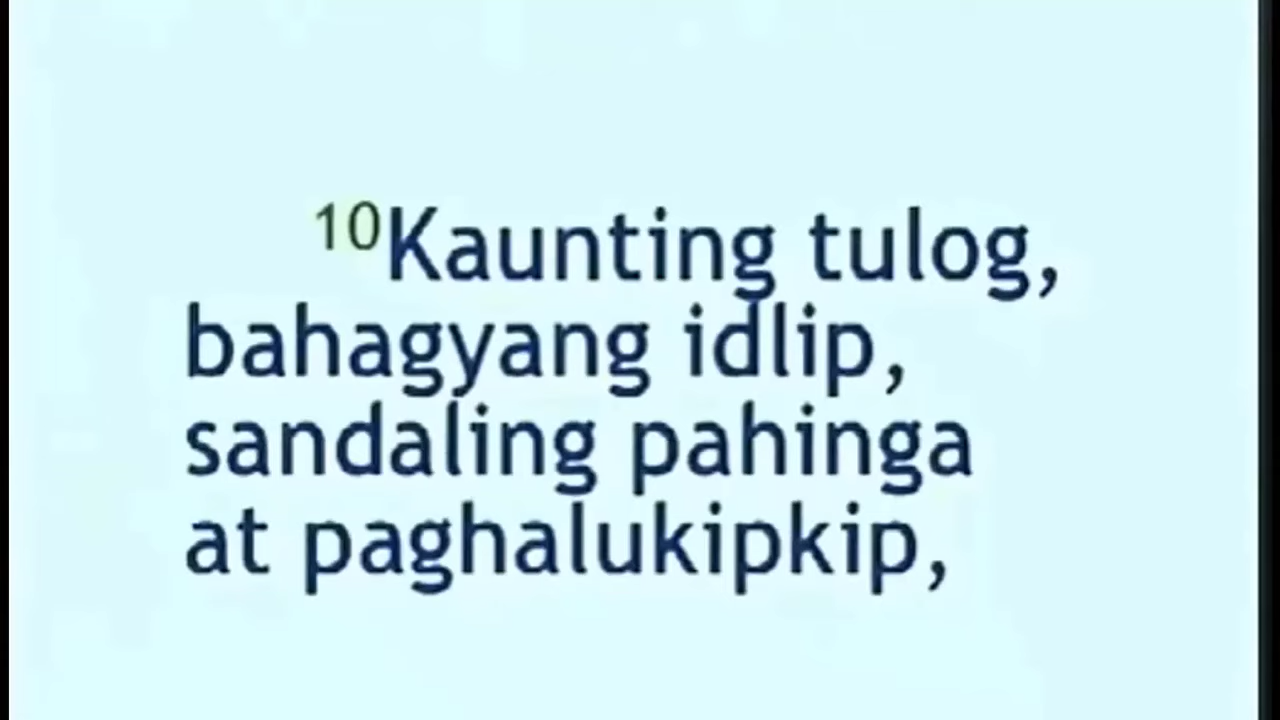 10Kaunting tulog,
bahagyang idlip,
sandaling pahinga
at paghalukipkip,